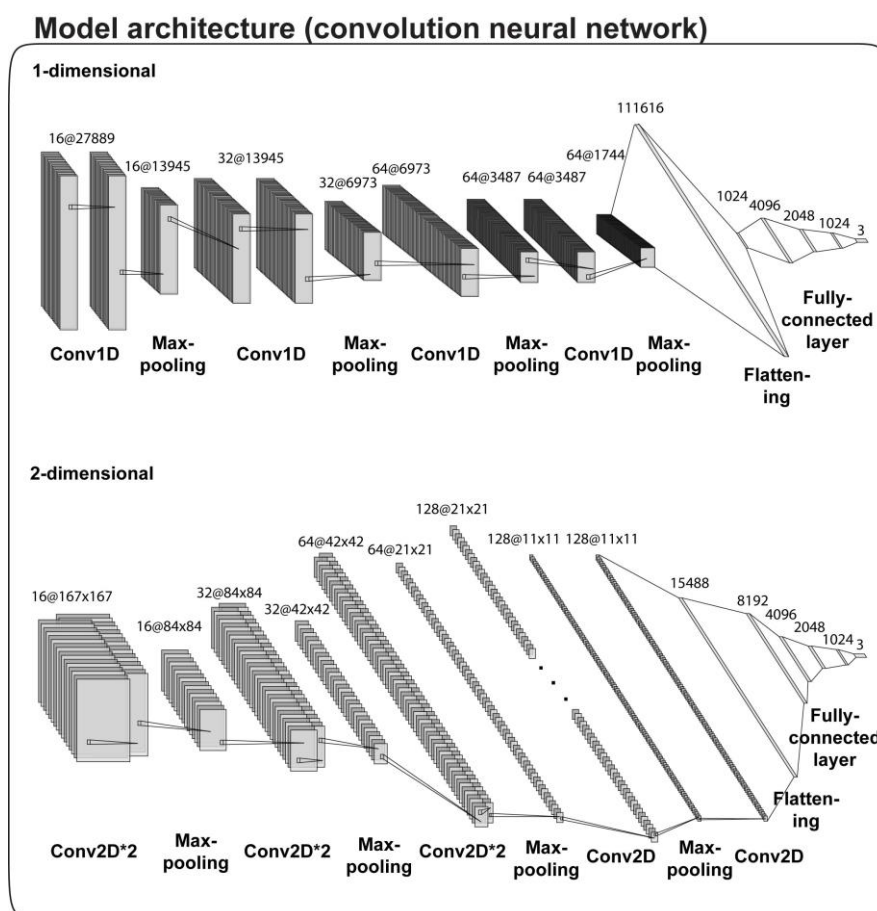 Model architecture (convolution neural network)
1-dimensional
111616
16@27889
16@13945
32@13945
32@6973
64@6973
64@3487
64@3487
64@1744
1024
4096
2048
1024
3
Conv1D
Max-
pooling
Conv1D
Max-
pooling
Conv1D
Max-
pooling
Conv1D
Max-
pooling
Flatten-
ing
Fully-
connected
layer
2-dimensional
16@167x167
16@84x84
32@84x84
32@42x42
64@42x42
64@21x21
128@21x21
128@11x11
128@11x11
15488
8192
4096
2048
1024
3
Conv2D*2
Max-
pooling
Conv2D*2
Max-
pooling
Conv2D*2
Max-
pooling
Conv2D
Max-
pooling
Conv2D
Flatten-
ing
Fully-
connected
layer